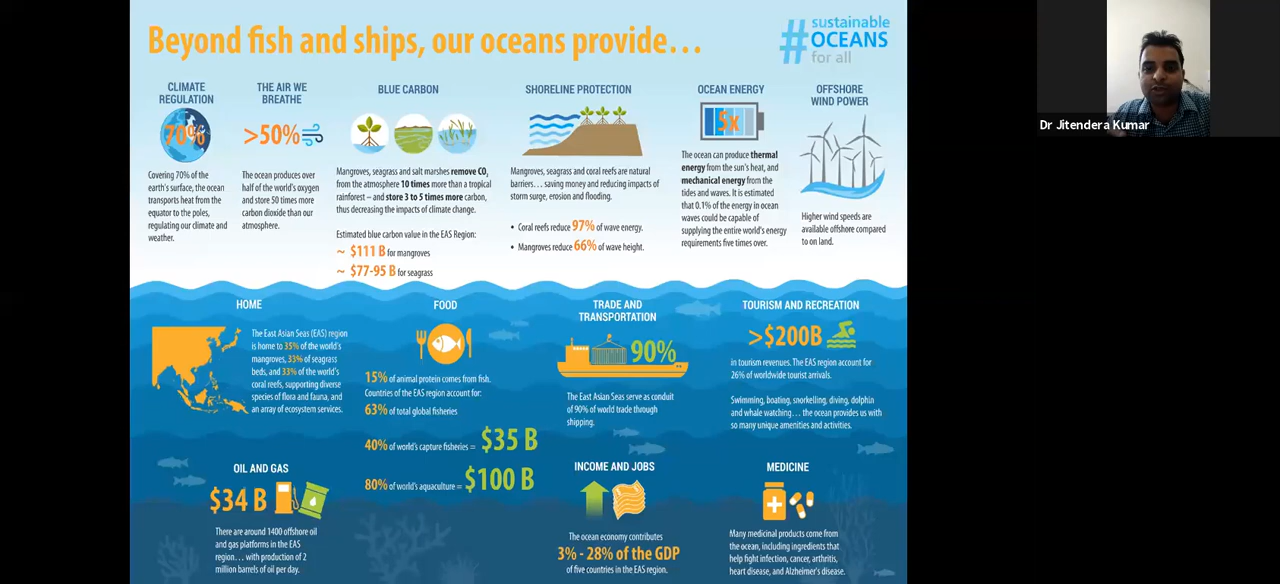 Beyond fish and ships, our oceans provide…
#sustainable
OCEANS
for all
CLIMATE
REGULATION
70%
Covering 70% of the
earth's surface, the ocean
transports heat from the
equator to the poles,
regulating our climate and
weather.
THE AIR WE
BREATHE
>50%
The ocean produces over
half of the world's oxygen
and store 50 times more
carbon dioxide than our
atmosphere.
BLUE CARBON
Mangroves, seagrass and salt marshes remove CO,
from the atmosphere 10 times more than a tropical
rainforest – and store 3 to 5 times more carbon,
thus decreasing the impacts of climate change.
Estimated blue carbon value in the EAS Region:
~ $111 B for mangroves
~ $77-95 B for seagrass
SHORELINE PROTECTION
Mangroves, seagrass and coral reefs are natural
barriers… saving money and reducing impacts of
storm surge, erosion and flooding.
• Coral reefs reduce 97% of wave energy.
• Mangroves reduce 66% of wave height.
OCEAN ENERGY
5x
The ocean can produce thermal
energy from the sun's heat, and
mechanical energy from the
tides and waves. It is estimated
that 0.1% of the energy in ocean
waves could be capable of
supplying the entire world's energy
requirements five times over.
OFFSHORE
WIND POWER
Higher wind speeds are
available offshore compared
to on land.
Dr Jitendera Kumar
HOME
The East Asian Seas (EAS) region
is home to 35% of the world's
mangroves, 33% of seagrass
beds, and 33% of the world's
coral reefs, supporting diverse
species of flora and fauna, and
an array of ecosystem services.
FOOD
15% of animal protein comes from fish.
Countries of the EAS region account for:
63% of total global fisheries
40% of world's capture fisheries = $35 B
80% of world's aquaculture = $100 B
TRADE AND
TRANSPORTATION
90%
The East Asian Seas serve as conduit
of 90% of world trade through
shipping.
TOURISM AND RECREATION
>$200B
in tourism revenues. The EAS region account for
26% of worldwide tourist arrivals.
Swimming, boating, snorkelling, diving, dolphin
and whale watching… the ocean provides us with
so many unique amenities and activities.
OIL AND GAS
$34 B
There are around 1400 offshore oil
and gas platforms in the EAS
region… with production of 2
million barrels of oil per day.
INCOME AND JOBS
The ocean economy contributes
3% - 28% of the GDP
of five countries in the EAS region.
MEDICINE
Many medicinal products come from
the ocean, including ingredients that
help fight infection, cancer, arthritis,
heart disease, and Alzheimer's disease.